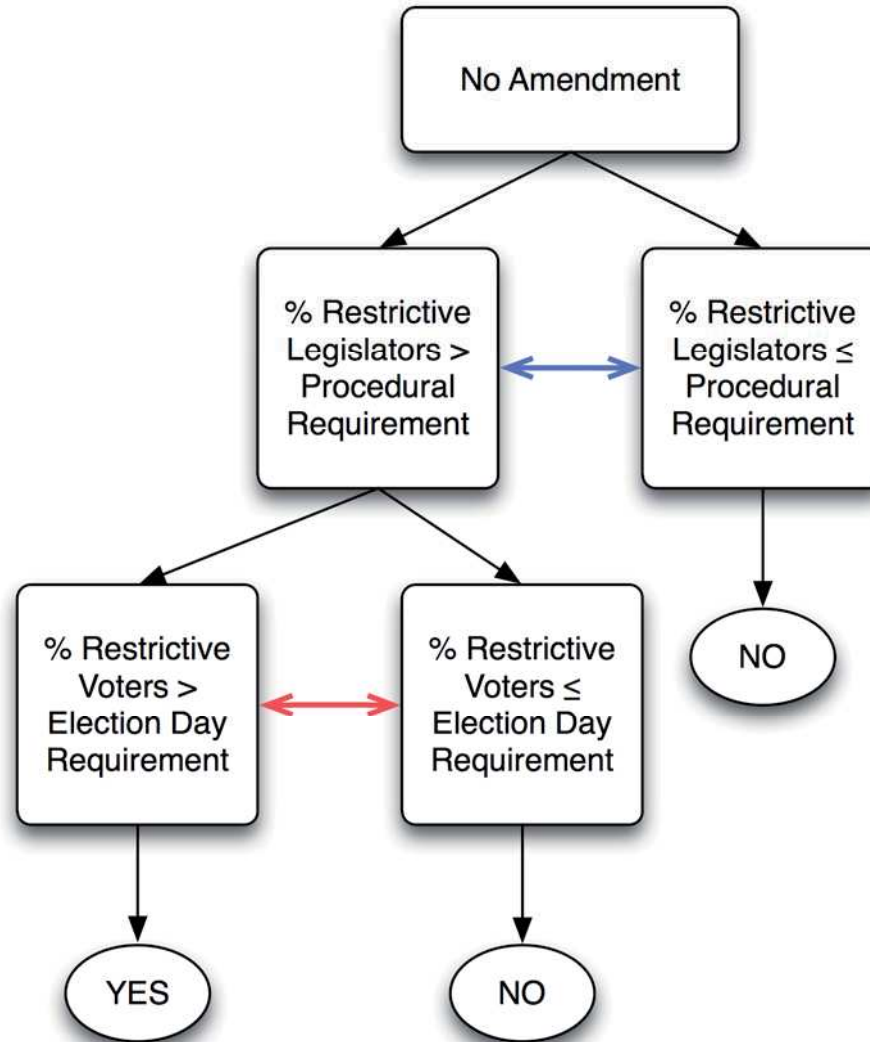 No Amendment
% Restrictive
Legislators >
Procedural
Requirement
% Restrictive
Legislators ≤
Procedural
Requirement
% Restrictive
Voters >
Election Day
Requirement
% Restrictive
Voters ≤
Election Day
Requirement
NO
YES
NO